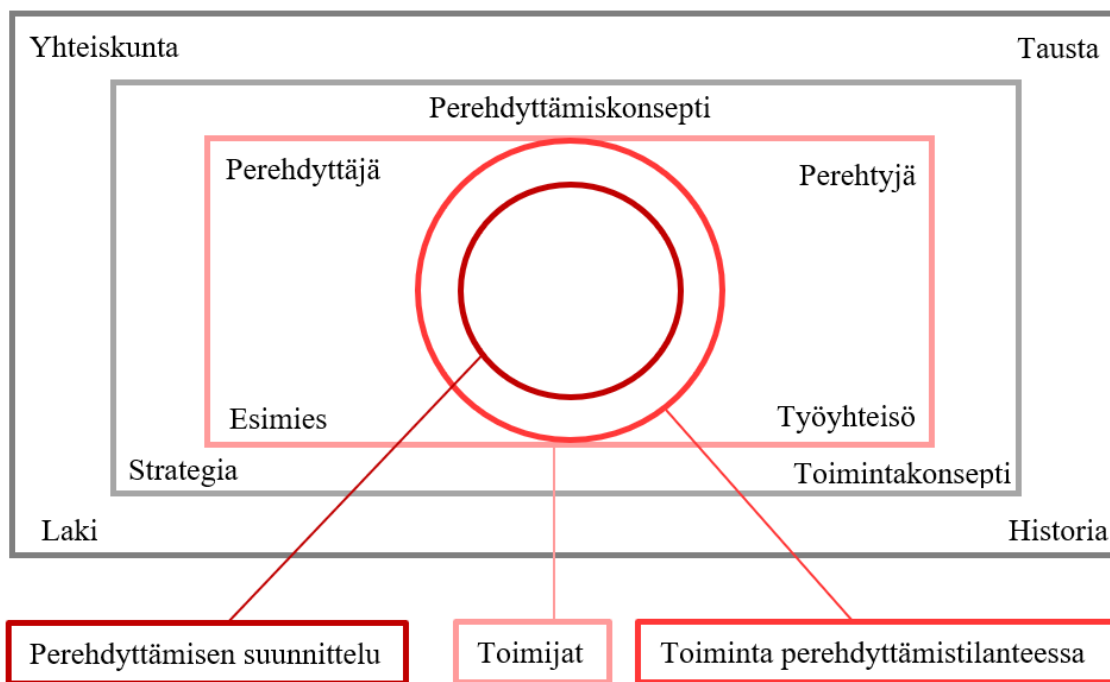 Yhteiskunta
Tausta
Perehdyttämiskonsepti
Perehdyttäjä
Perehtyjä
Esimies
Työyhteisö
Strategia
Toimintakonsepti
Laki
Historia
Perehdyttämisen suunnittelu
Toimijat
Toiminta perehdyttämistilanteessa